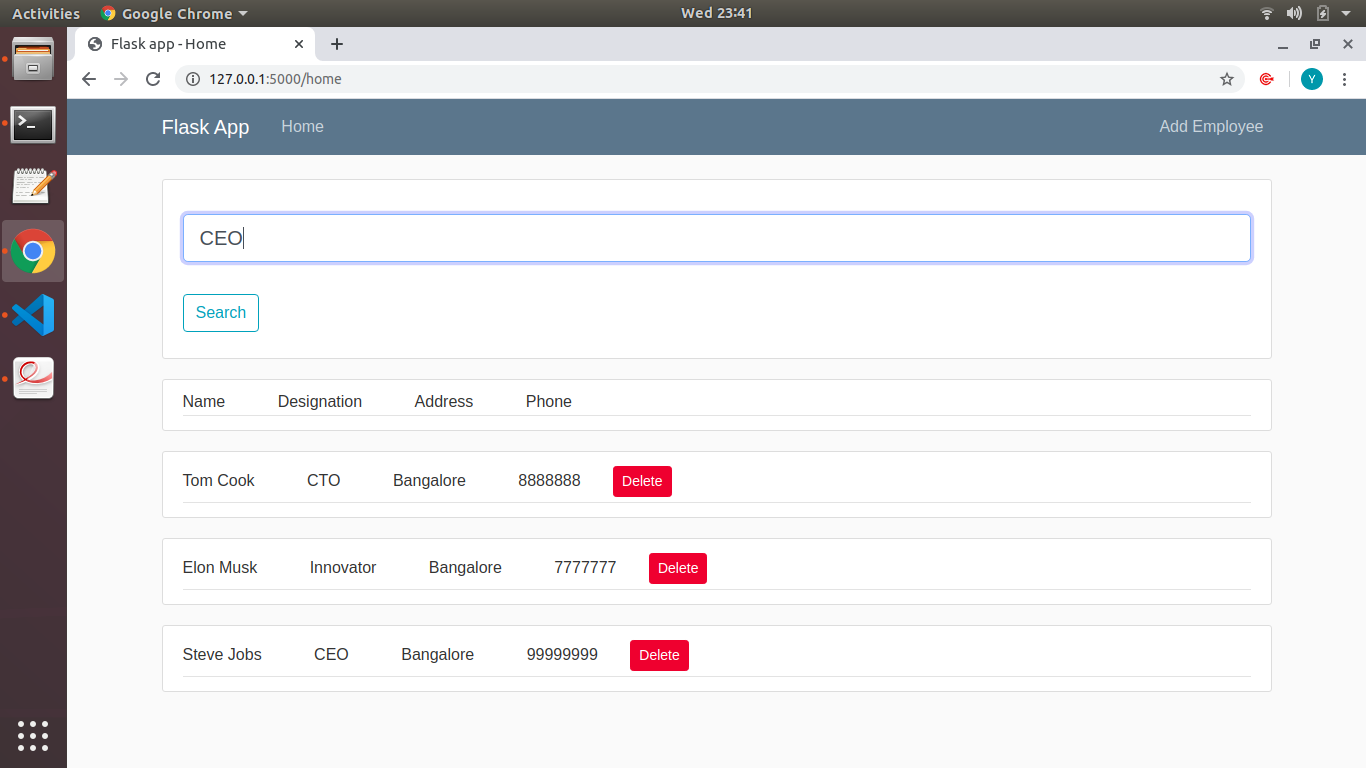 Activities Google Chrome Wed 23:41
Flask app - Home
127.0.0.1:5000/home Y
Flask App Home Add Employee
CEO
Search
Name Designation Address Phone
Tom Cook CTO Bangalore 8888888 Delete
Elon Musk Innovator Bangalore 7777777 Delete
Steve Jobs CEO Bangalore 99999999 Delete